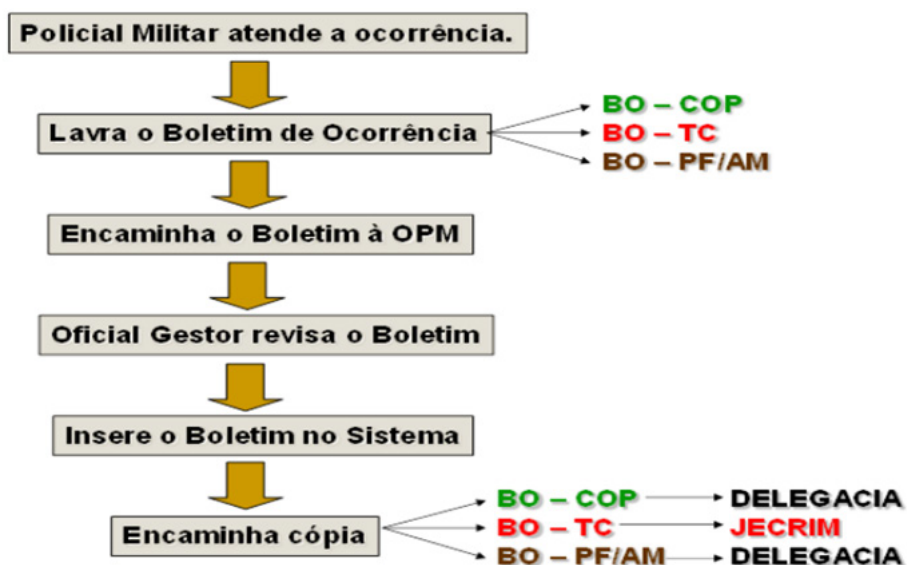 Policial Militar atende a ocorrência.
Lavra o Boletim de Ocorrência
BO – COP
BO – TC
BO – PF/AM
Encaminha o Boletim à OPM
Oficial Gestor revisa o Boletim
Insere o Boletim no Sistema
Encaminha cópia
BO – COP DELEGACIA
BO – TC JECRIM
BO – PF/AM DELEGACIA